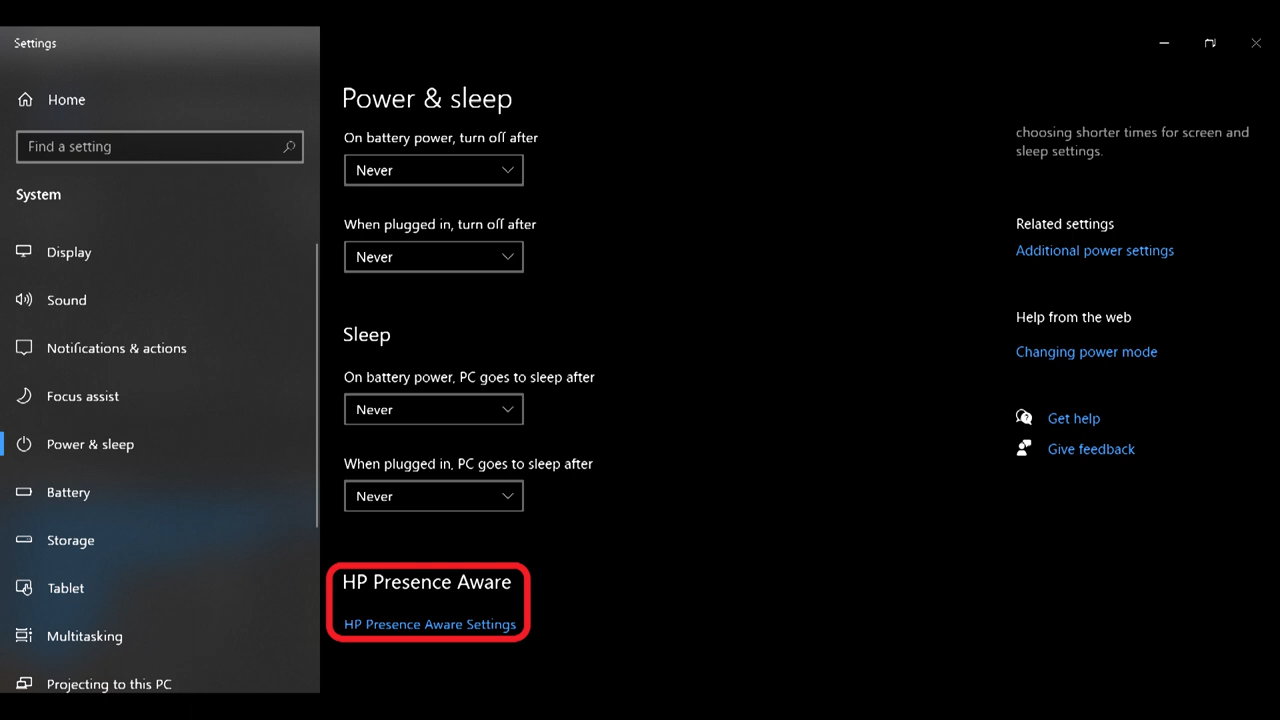 Settings
Home
Find a setting
System
Display
Sound
Notifications & actions
Focus assist
Power & sleep
Battery
Storage
Tablet
Multitasking
Projecting to this PC
Power & sleep
On battery power, turn off after
Never
When plugged in, turn off after
Never
Sleep
On battery power, PC goes to sleep after
Never
When plugged in, PC goes to sleep after
Never
HP Presence Aware
HP Presence Aware Settings
choosing shorter times for screen and
sleep settings.
Related settings
Additional power settings
Help from the web
Changing power mode
Get help
Give feedback